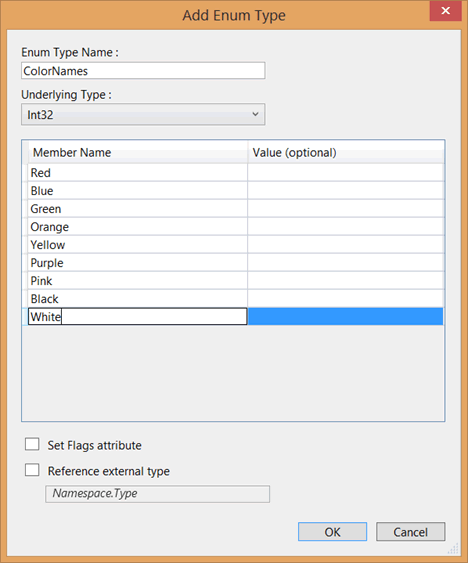 Add Enum Type
x
Enum Type Name :
ColorNames
Underlying Type :
Int32
Member Name Value (optional)
Red
Blue
Green
Orange
Yellow
Purple
Pink
Black
White
Set Flags attribute
Reference external type
Namespace.Type
OK Cancel